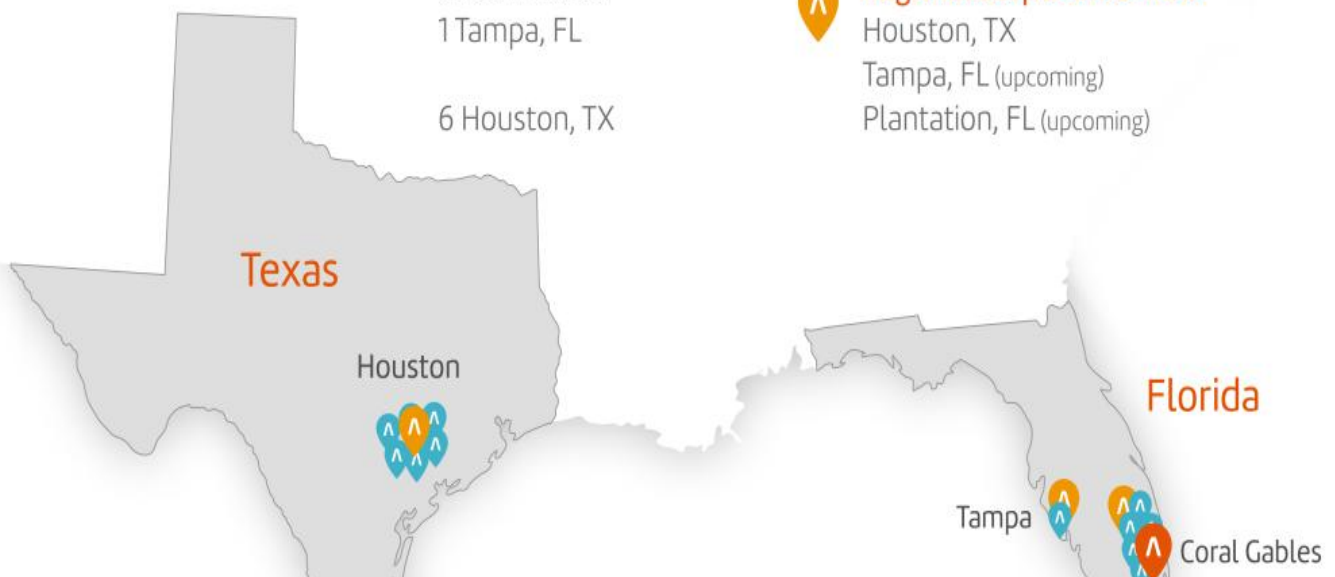 1 Tampa, FL
6 Houston, TX
Houston, TX
Tampa, FL (upcoming)
Plantation, FL (upcoming)
Texas
Houston
Florida
Tampa
Coral Gables